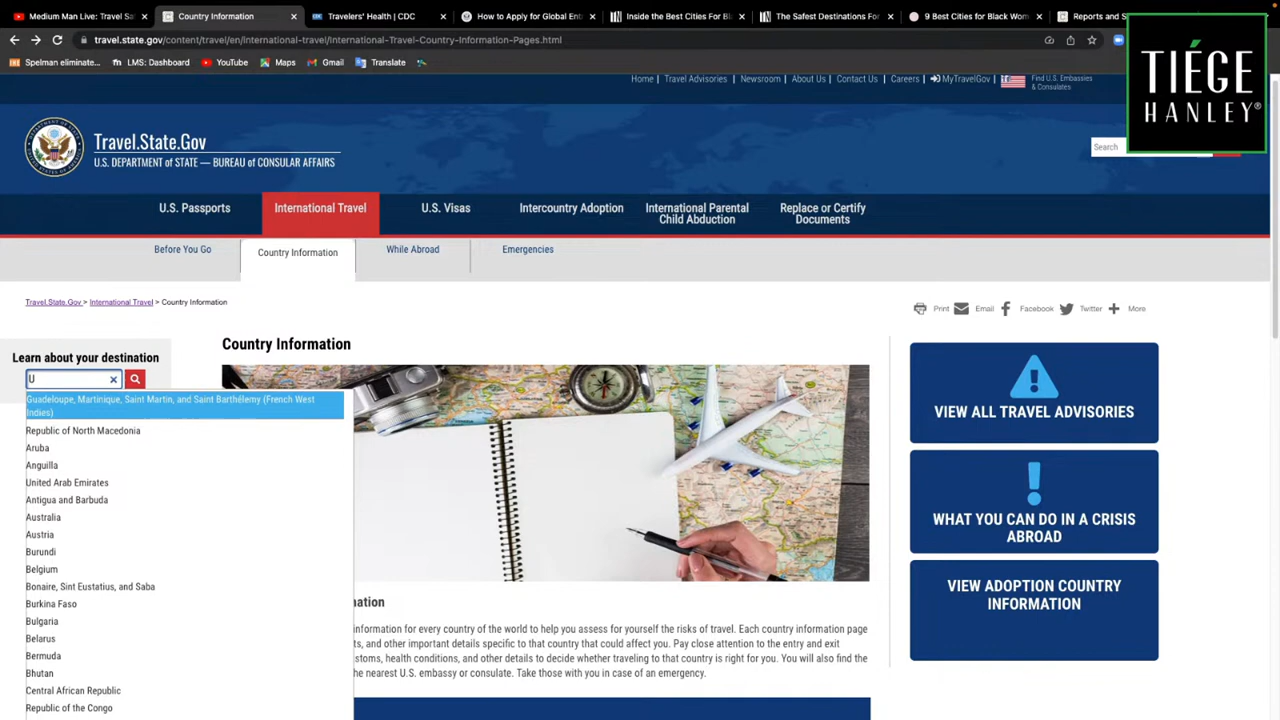 Medium Man Live: Travel Sa
Country Information
Travelers' Health | CDC
How to Apply for Global Ent
Inside the Best Cities For Bl
The Safest Destinations For
9 Best Cities for Black Wom
Reports and S
travel.state.gov/content/travel/en/international-travel/International-Travel-Country-Information-Pages.html
Spelman eliminate...
LMS: Dashboard
YouTube
Maps
Gmail
Translate
TIÉGE
HANLEY®
Home | Travel Advisories | Newsroom | About Us | Contact Us | Careers | MyTravelGov |
Find U.S. Embassies
& Consulates
Travel.State.Gov
U.S. DEPARTMENT of STATE — BUREAU of CONSULAR AFFAIRS
Search
U.S. Passports
International Travel
U.S. Visas
Intercountry Adoption
International Parental
Child Abduction
Replace or Certify
Documents
Before You Go
Country Information
While Abroad
Emergencies
Travel.State.Gov > International Travel > Country Information
Print
Email
Facebook
Twitter
More
Learn about your destination
U
Guadeloupe, Martinique, Saint Martin, and Saint Barthélemy (French West
Indies)
Republic of North Macedonia
Aruba
Anguilla
United Arab Emirates
Antigua and Barbuda
Australia
Austria
Burundi
Belgium
Bonaire, Sint Eustatius, and Saba
Burkina Faso
Bulgaria
Belarus
Bermuda
Bhutan
Central African Republic
Republic of the Congo
Country Information
mation
information for every country of the world to help you assess for yourself the risks of travel. Each country information page
ts, and other important details specific to that country that could affect you. Pay close attention to the entry and exit
stoms, health conditions, and other details to decide whether traveling to that country is right for you. You will also find the
he nearest U.S. embassy or consulate. Take those with you in case of an emergency.
VIEW ALL TRAVEL ADVISORIES
WHAT YOU CAN DO IN A CRISIS
ABROAD
VIEW ADOPTION COUNTRY
INFORMATION